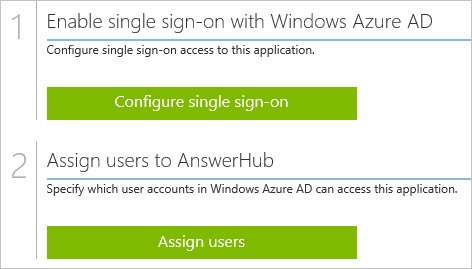 1
Enable single sign-on with Windows Azure AD
Configure single sign-on access to this application.
Configure single sign-on
2
Assign users to AnswerHub
Specify which user accounts in Windows Azure AD can access this application.
Assign users